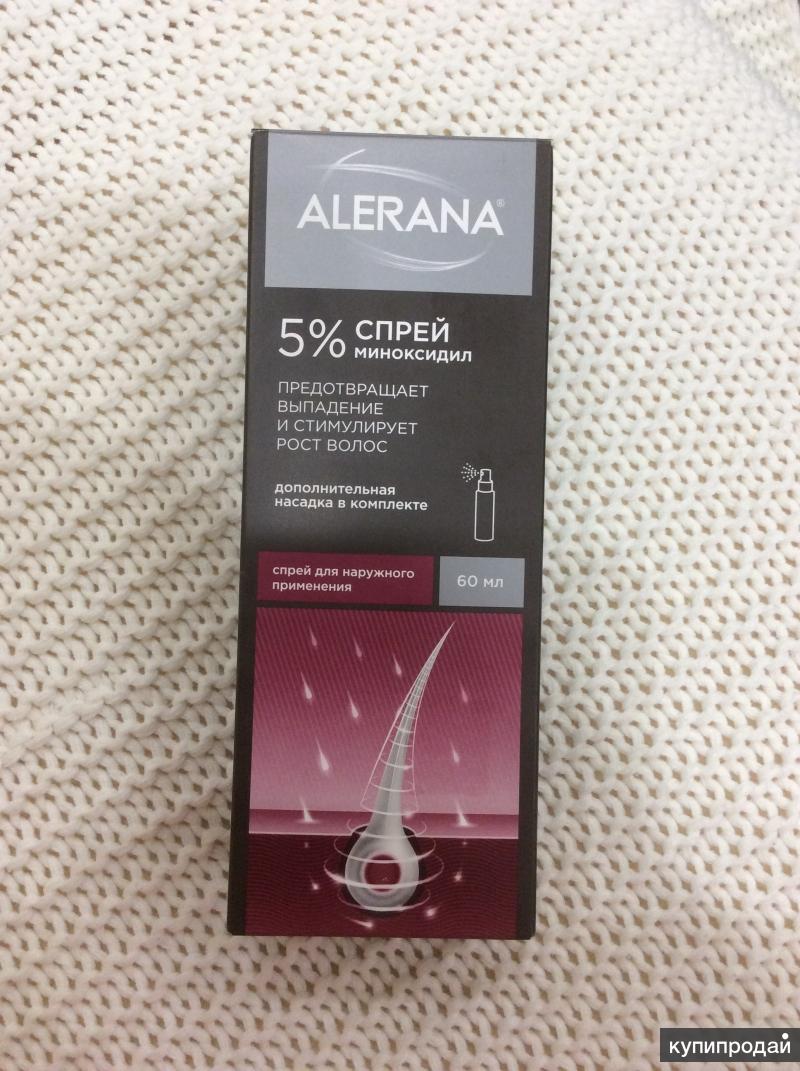 ALERANA®
5% СПРЕЙ
МИНОКСИДИЛ
ПРЕДОТВРАЩАЕТ
ВЫПАДЕНИЕ
И СТИМУЛИРУЕТ
РОСТ ВОЛОС
дополнительная
насадка в комплекте
спрей для наружного
применения
60 мл
купипродай